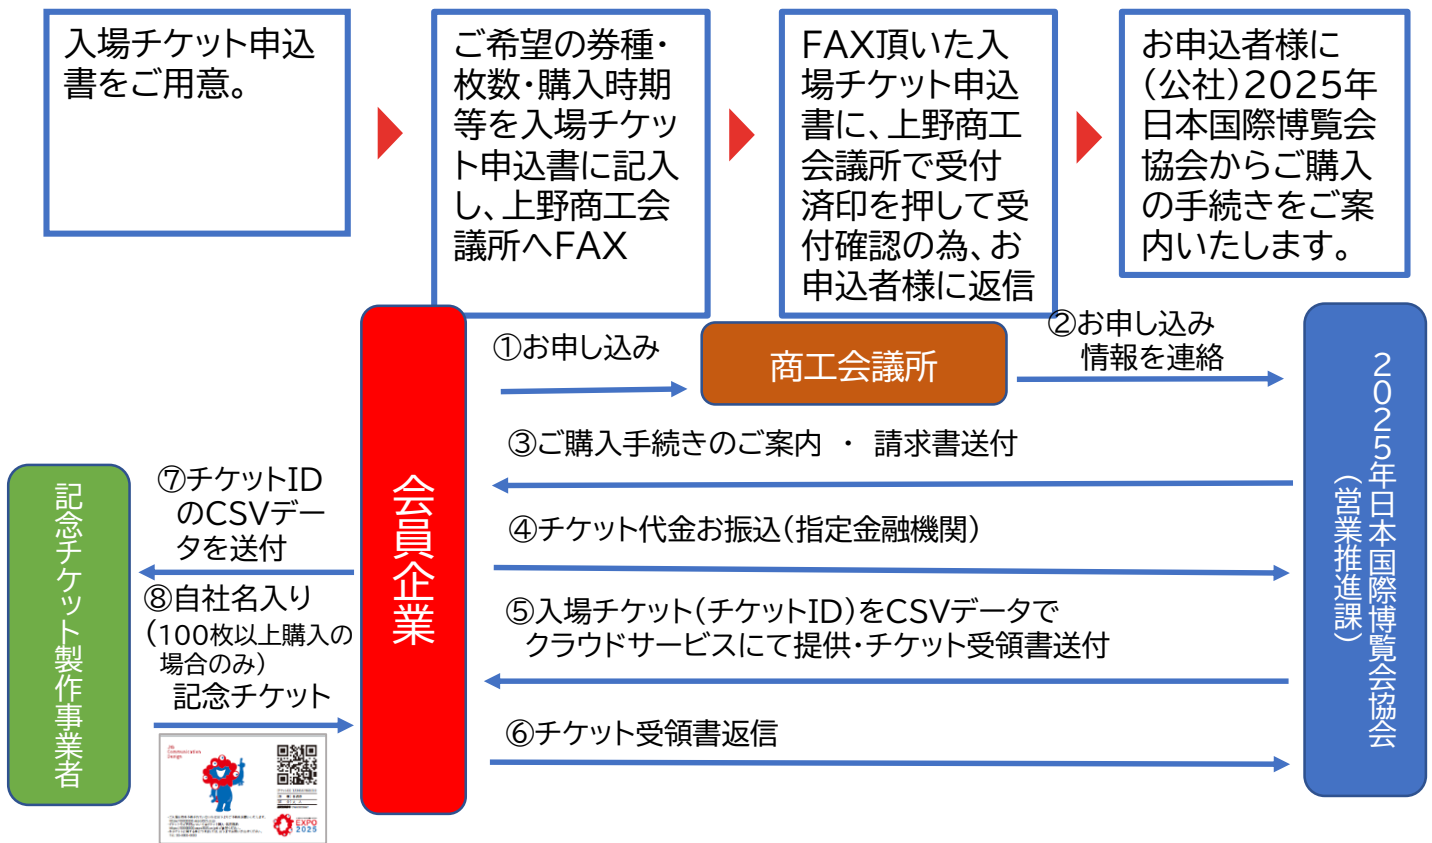 入場チケット申込
書をご用意。
ご希望の券種・
枚数・購入時期
等を入場チケッ
ト申込書に記入
し、上野商工会
議所へFAX
FAX頂いた入
場チケット申込
書に、上野商工
会議所で受付
済印を押して受
付確認の為、お
申込者様に返信
お申込者様に
（公社）2025年
日本国際博覧会
協会からご購入
の手続きをご案
内いたします。
①お申し込み
商工会議所
②お申し込み
情報を連絡
③ご購入手続きのご案内 ・ 請求書送付
④チケット代金お振込（指定金融機関）
⑤入場チケット（チケットID）をCSVデータで
クラウドサービスにて提供・チケット受領書送付
⑥チケット受領書返信
会員企業
2025年日本国際博覧会協会
（営業推進課）
⑦チケットID
のCSVデー
タを送付
⑧自社名入り
（100枚以上購入の
場合のみ）
記念チケット
記念チケット製作事業者
EXPO
2025